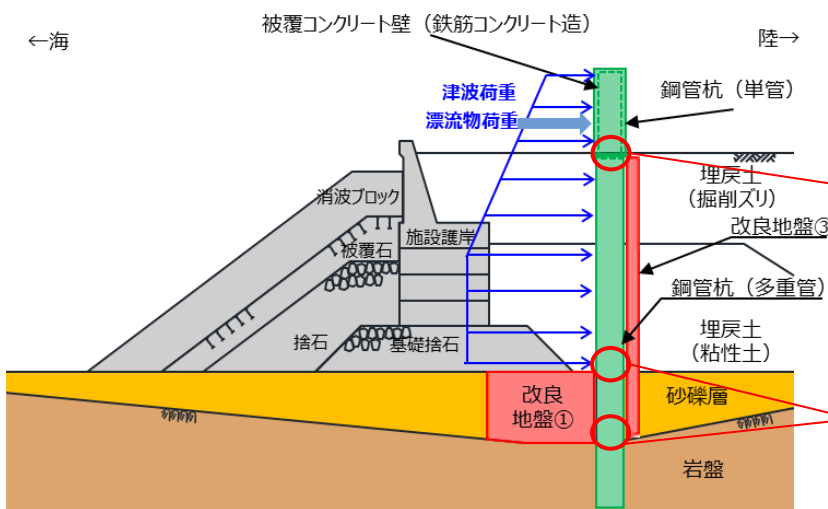 被覆コンクリート壁（鉄筋コンクリート造）
←海
陸→
津波荷重
漂流物荷重
鋼管杭（単管）
埋戻土
（掘削ズリ）
消波ブロック
改良地盤③
施設護岸
被覆石
鋼管杭（多重管）
埋戻土
（粘性土）
捨石
基礎捨石
改良
地盤①
砂礫層
岩盤